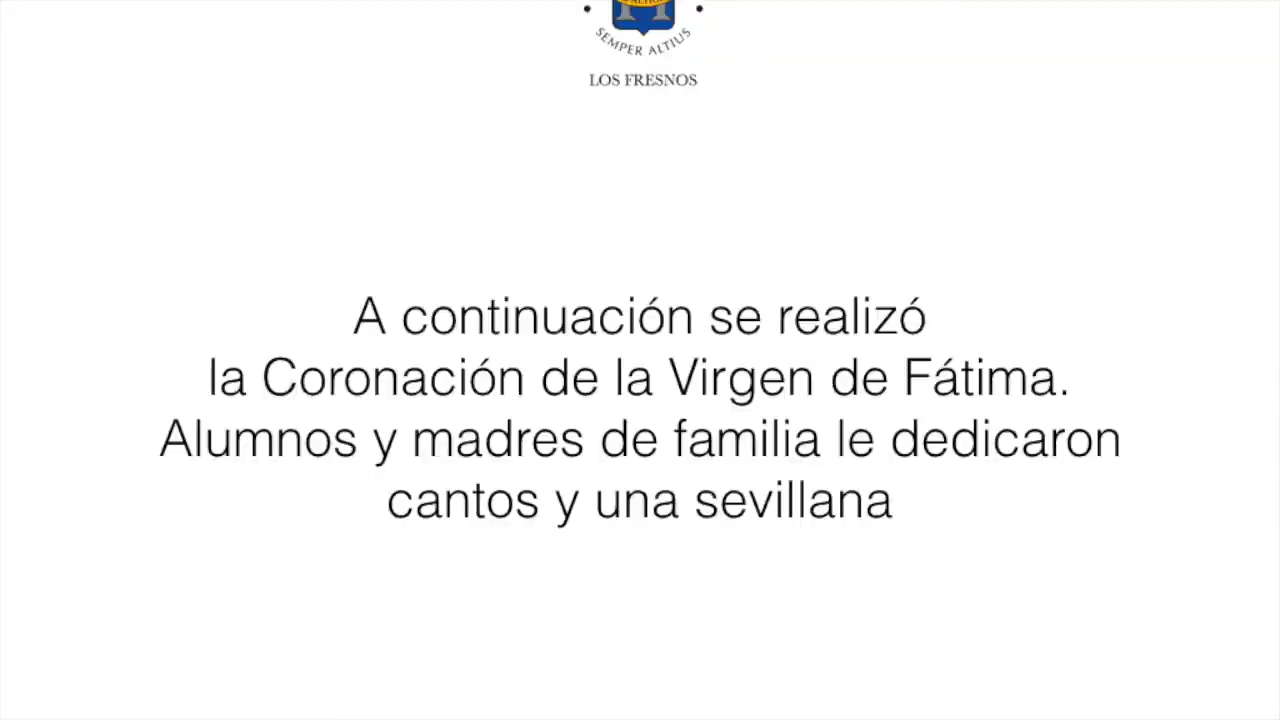 SEMPER ALTIUS
LOS FRESNOS
A continuación se realizó
la Coronación de la Virgen de Fátima.
Alumnos y madres de familia le dedicaron
cantos y una sevillana